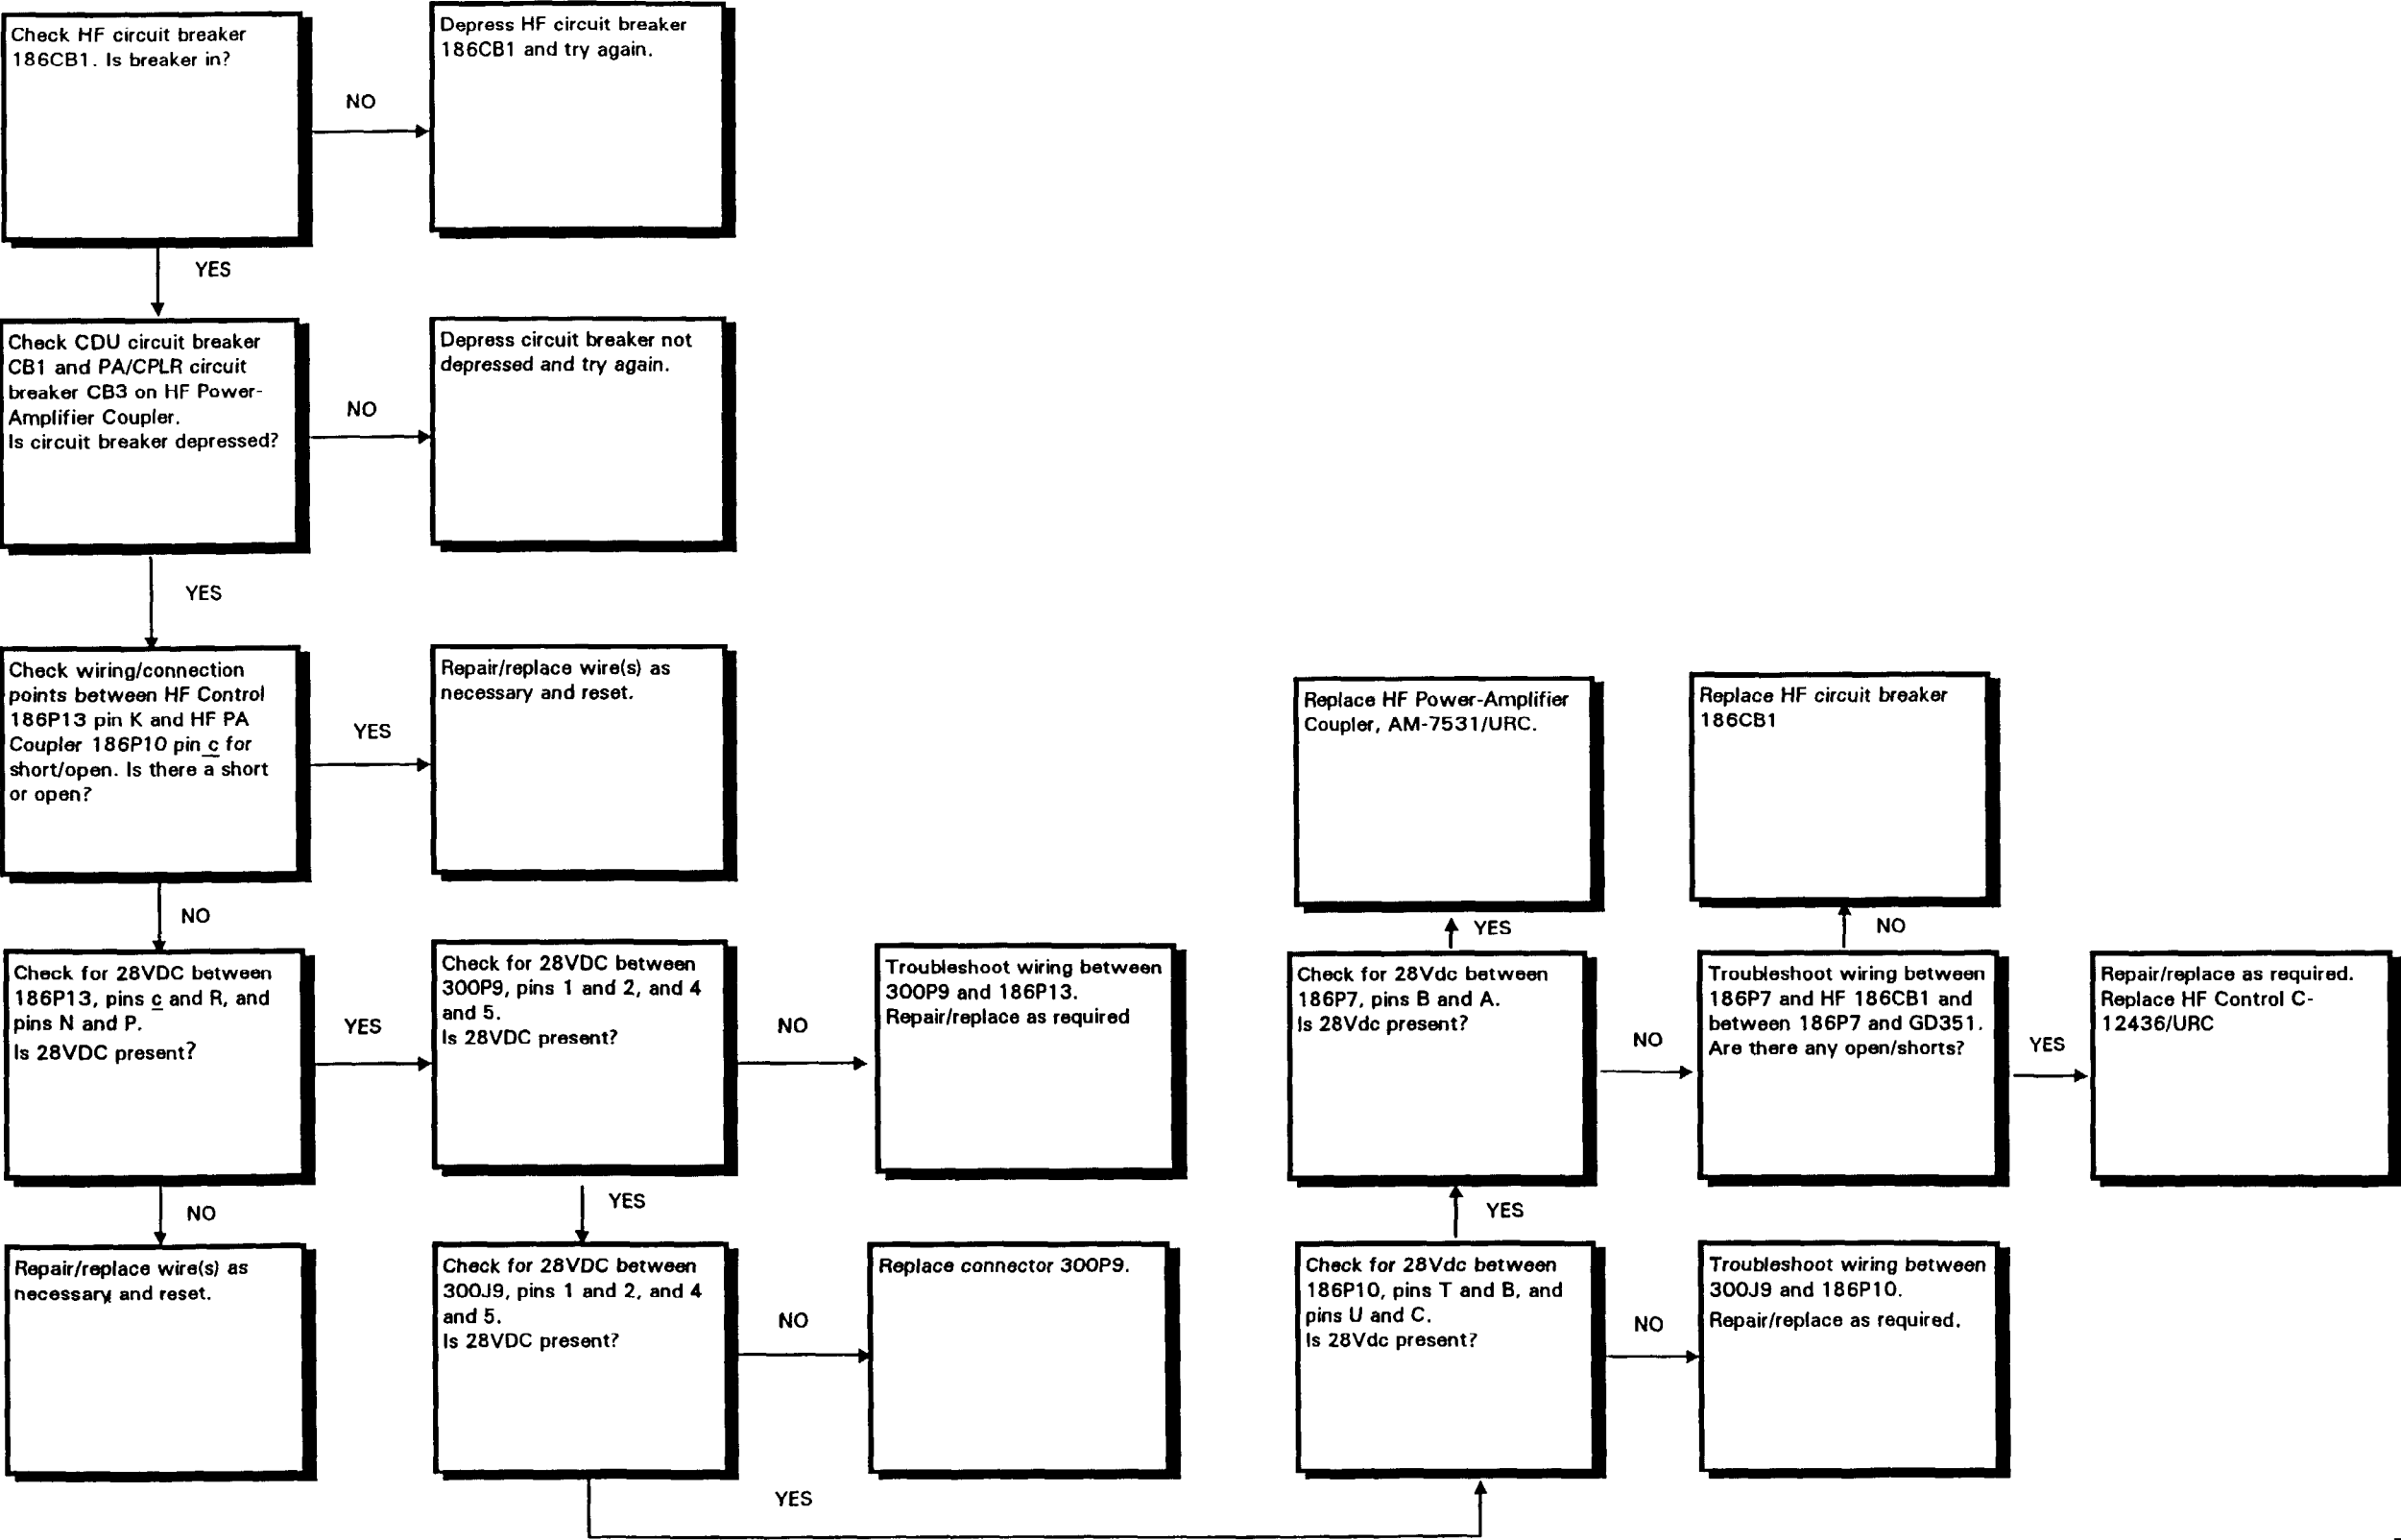 Check HF circuit breaker
186CB1. Is breaker in?
NO
Depress HF circuit breaker
186CB1 and try again.
YES
Check CDU circuit breaker
CB1 and PA/CPLR circuit
breaker CB3 on HF Power-
Amplifier Coupler.
Is circuit breaker depressed?
NO
Depress circuit breaker not
depressed and try again.
YES
Check wiring/connection
points between HF Control
186P13 pin K and HF PA
Coupler 186P10 pin c for
short/open. Is there a short
or open?
YES
Repair/replace wire(s) as
necessary and reset.
NO
Check for 28VDC between
186P13, pins c and R, and
pins N and P.
Is 28VDC present?
YES
Check for 28VDC between
300P9, pins 1 and 2, and 4
and 5.
Is 28VDC present?
NO
Troubleshoot wiring between
300P9 and 186P13.
Repair/replace as required
NO
Repair/replace wire(s) as
necessary and reset.
YES
Check for 28VDC between
300J9, pins 1 and 2, and 4
and 5.
Is 28VDC present?
NO
Replace connector 300P9.
YES
Check for 28Vdc between
186P10, pins T and B, and
pins U and C.
Is 28Vdc present?
NO
Troubleshoot wiring between
300J9 and 186P10.
Repair/replace as required.
YES
Check for 28Vdc between
186P7, pins B and A.
Is 28Vdc present?
YES
Replace HF Power-Amplifier
Coupler, AM-7531/URC.
NO
Troubleshoot wiring between
186P7 and HF 186CB1 and
between 186P7 and GD351.
Are there any open/shorts?
NO
Replace HF circuit breaker
186CB1
YES
Repair/replace as required.
Replace HF Control C-
12436/URC